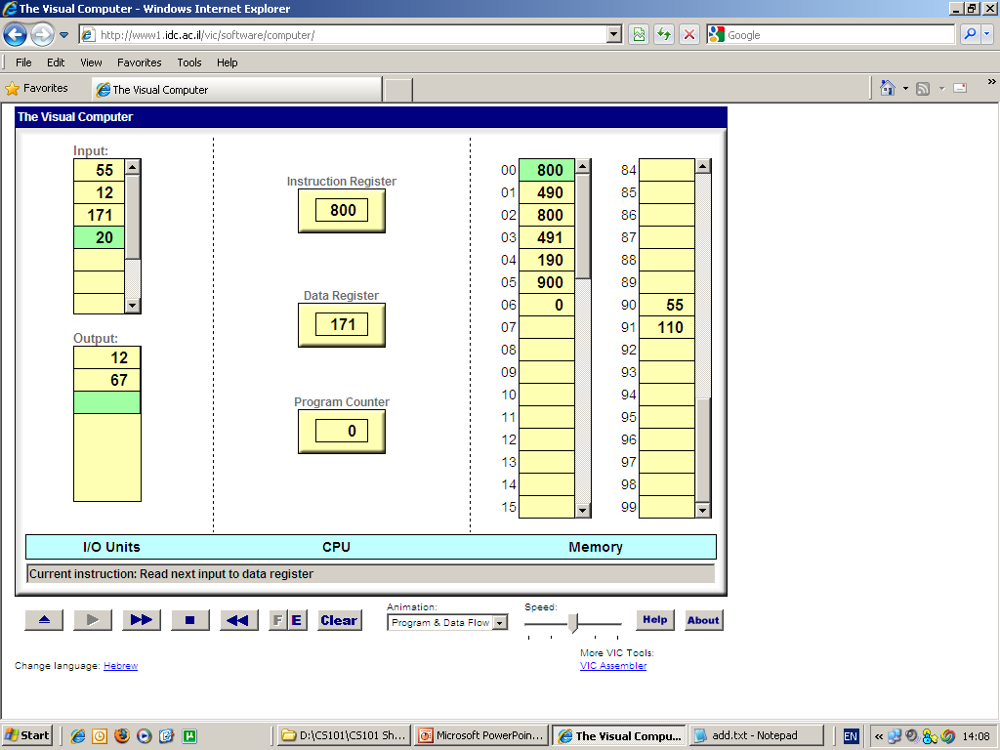 The Visual Computer - Windows Internet Explorer
http://www1.idc.ac.il/vic/software/computer/
Google
File Edit View Favorites Tools Help
Favorites
The Visual Computer
»
The Visual Computer
Input:
55
12
171
20
Output:
12
67
Instruction Register
800
Data Register
171
Program Counter
0
00 800
01 490
02 800
03 491
04 190
05 900
06 0
07
08
09
10
11
12
13
14
15
84
85
86
87
88
89
90 55
91 110
92
93
94
95
96
97
98
99
I/O Units CPU Memory
Current instruction: Read next input to data register
F E Clear
Animation:
Program & Data Flow
Speed:
Help About
More VIC Tools:
VIC Assembler
Change language: Hebrew
Start
D:\CS101\CS101 Sh...
Microsoft PowerPoin...
The Visual Compu...
add.txt - Notepad
EN
«
14:08